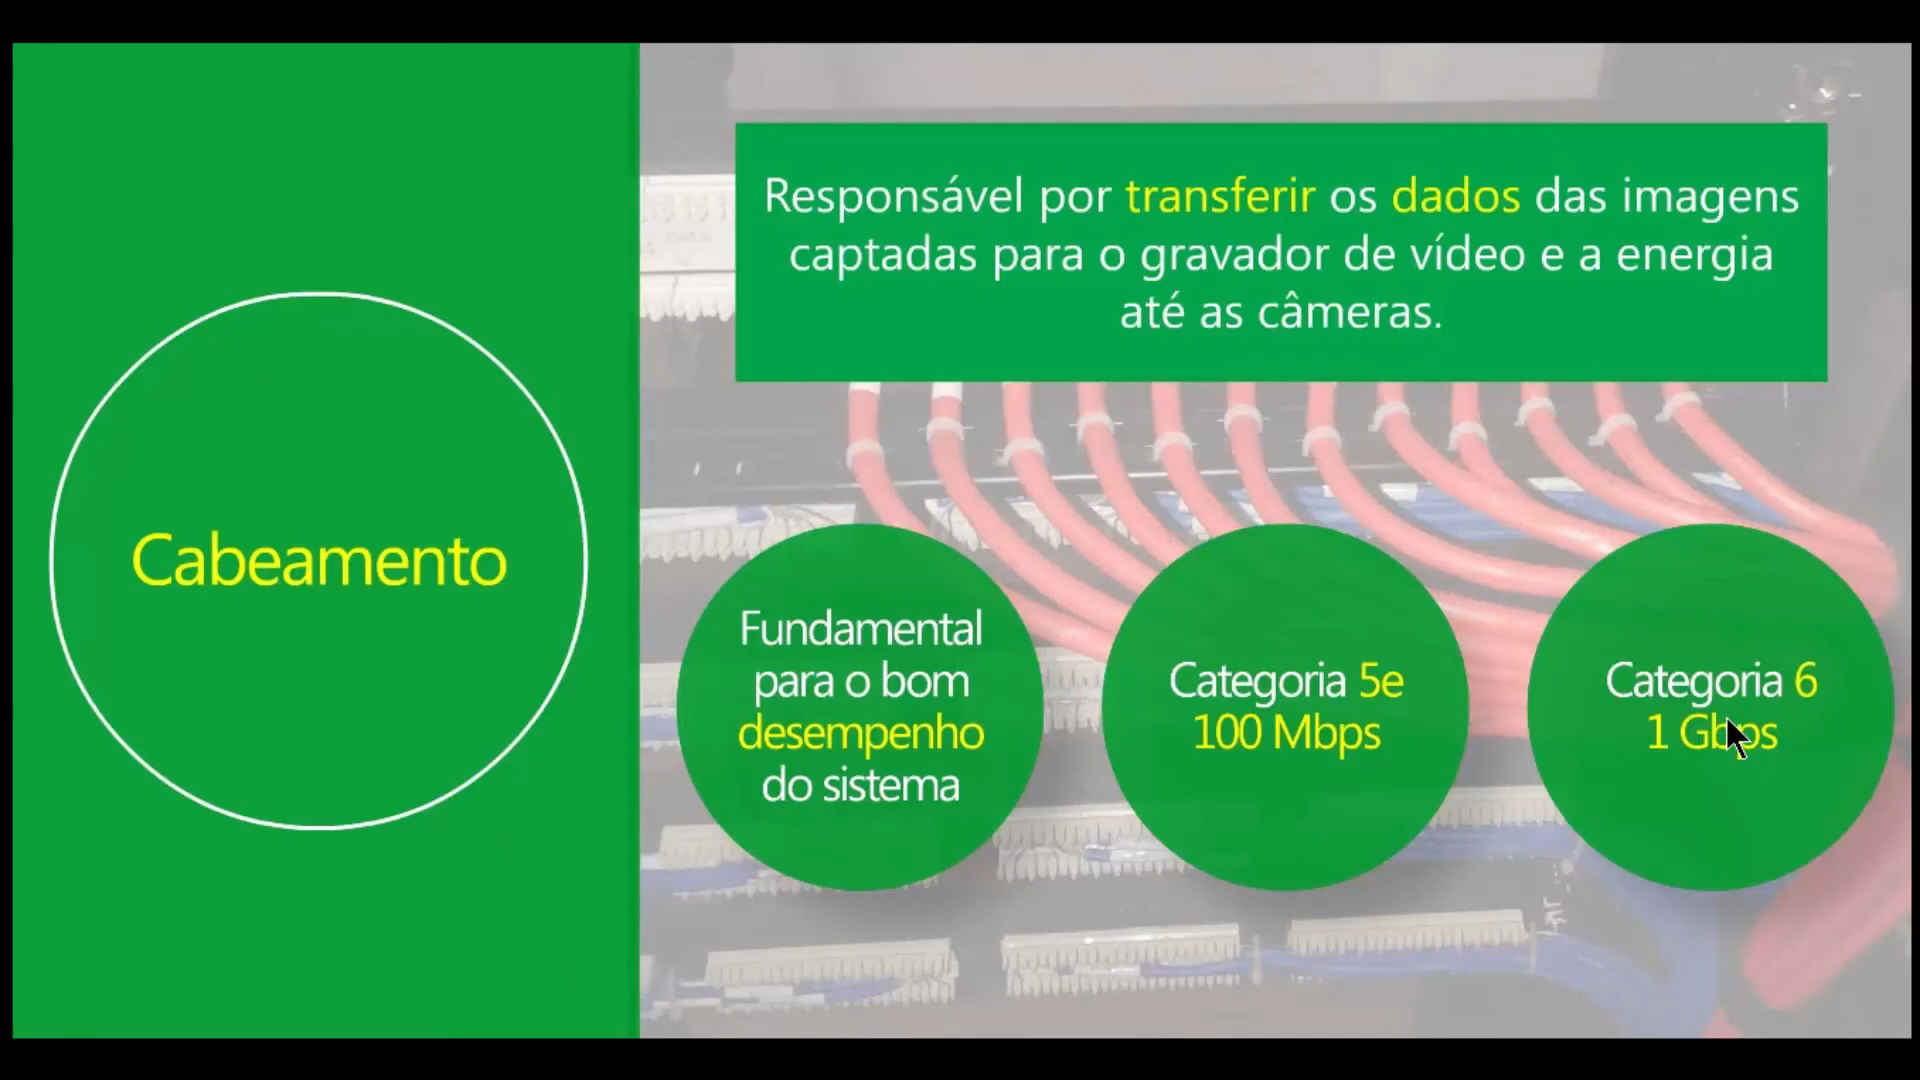 Cabeamento
Responsável por transferir os dados das imagens
captadas para o gravador de vídeo e a energia
até as câmeras.
Fundamental
para o bom
desempenho
do sistema
Categoria 5e
100 Mbps
Categoria 6
1 Gbps